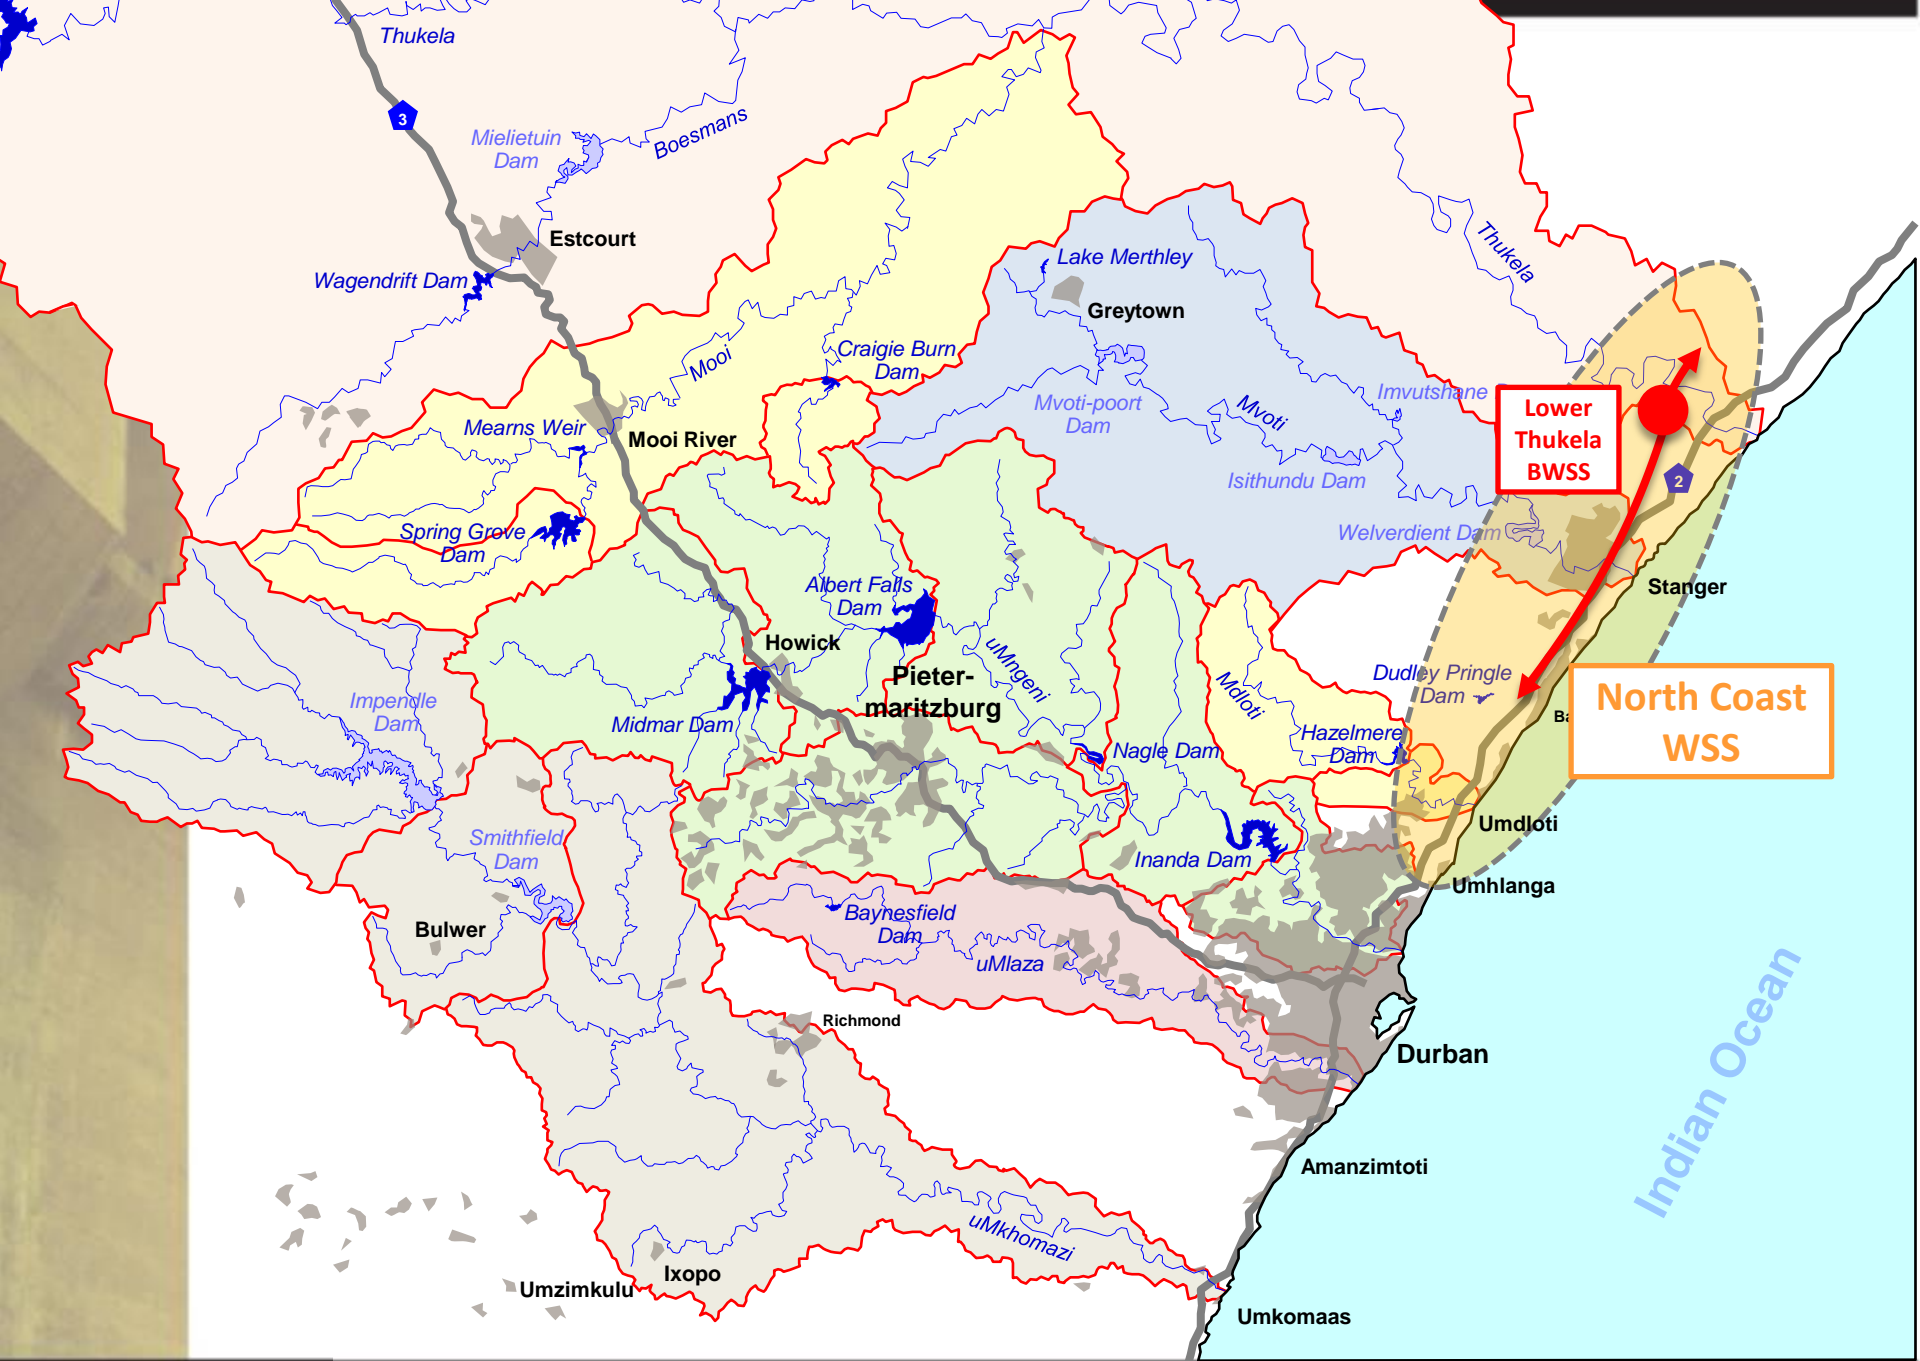 Thukela
3
Mielietuin
Dam
Boesmans
Estcourt
Wagendrift Dam
Thukela
Lake Merthley
Greytown
Mooi
Craigie Burn
Dam
Mvoti-poort
Dam
Mvoti
Imvutshane
Lower
Thukela
BWSS
Mearns Weir
Mooi River
Isithundu Dam
2
Spring Grove
Dam
Welverdient Dam
Albert Falls
Dam
Stanger
Howick
uMngeni
Pieter-
maritzburg
Mdloti
Dudley Pringle
Dam
North Coast
WSS
Impendle
Dam
Midmar Dam
Nagle Dam
Hazelmere
Dam
Smithfield
Dam
Inanda Dam
Umdloti
Umhlanga
Baynesfield
Dam
Bulwer
uMlaza
Richmond
Durban
Indian Ocean
Amanzimtoti
uMkhomazi
Ixopo
Umzimkulu
Umkomaas